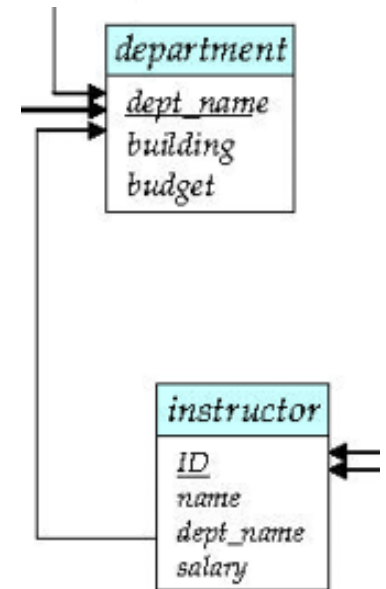 department
dept_name
building
budget
instructor
ID
name
dept_name
salary